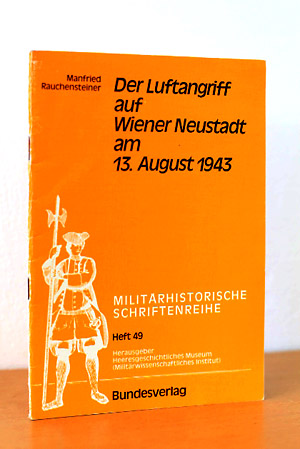 Manfried
Rauchensteiner
Der Luftangriff
auf
Wiener Neustadt
am
13. August 1943
MILITÄRHISTORISCHE
SCHRIFTENREIHE
Heft 49
Herausgeber
Heeresgeschichtliches Museum
(Militärwissenschaftliches Institut)
Bundesverlag